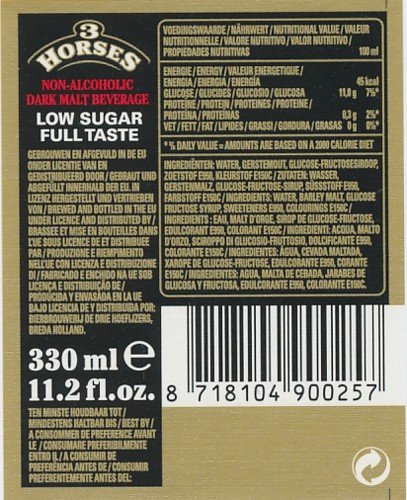 3
HORSES
NON-ALCOHOLIC
DARK MALT BEVERAGE
LOW SUGAR
FULL TASTE
GEBROUWEN EN AFGEVULD IN DE EU
ONDER LICENTIE VAN EN
GEDISTRIBUEERD DOOR / GEBRAUT UND
ABGEFÜLLT INNERHALB DER EU, IN
LIZENZ HERGESTELLT UND VERTRIEBEN
VON / BREWED AND BOTTLED IN THE EU
UNDER LICENCE AND DISTRIBUTED BY /
BRASSEE ET MISE EN BOUTEILLES DANS
L'UE SOUS LICENCE DE ET DISTRIBUEE
PAR / PRODUZIONE E RIEMPIMENTO
NELL'UE CON LICENZA E DISTRIBUZIONE
DI / FABRICADO E ENCHIDO NA UE SOB
LICENÇA E DISTRIBUIÇÃO DE /
PRODUCIDA Y ENVASADA EN LA UE
BAJO LICENCIA DE Y DISTRIBUIDA POR:
BIERBROUWERIJ DE DRIE HOEFIJZERS,
BREDA HOLLAND.
330 ml e
11.2 fl.oz.
TEN MINSTE HOUDBAAR TOT /
MINDESTENS HALTBAR BIS / BEST BY /
A CONSOMMER DE PREFERENCE AVANT
LE / CONSUMARE PREFERIBILMENTE
ENTRO IL / A CONSUMIR DE
PREFERÊNCIA ANTES DE / CONSUMIR
PREFERENTEMENTE ANTES DEL:
VOEDINGSWAARDE / NÄHRWERT / NUTRITIONAL VALUE / VALEUR
NUTRITIONNELLE / VALORE NUTRITIVO / VALOR NUTRITIVO /
PROPIEDADES NUTRITIVAS 100 ml
ENERGIE / ENERGY / VALEUR ENERGETIQUE /
ENERGIA / ENERGIA / ENERGÍA 45 kcal
GLUCOSE / GLUCIDES / GLUCOSIO / GLUCOSA 11,0 g 7%*
PROTEÏNE / PROTEIN / PROTEINES / PROTEINE /
PROTEÍNA / PROTEÍNAS 0,3 g 2%*
VET / FETT / FAT / LIPIDES / GRASSI / GORDURA / GRASAS 0 g 0%*
* % DAILY VALUE = AMOUNTS ARE BASED ON A 2000 CALORIE DIET
INGREDIËNTEN: WATER, GERSTEMOUT, GLUCOSE-FRUCTOSESIROOP,
ZOETSTOF E950, KLEURSTOF E150C / ZUTATEN: WASSER,
GERSTENMALZ, GLUCOSE-FRUCTOSE-SIRUP, SÜSSSTOFF E950,
FARBSTOFF E150C / INGREDIENTS: WATER, BARLEY MALT, GLUCOSE
FRUCTOSE SYRUP, SWEETENERS E950, COLOURINGS E150C /
INGREDIENTS : EAU, MALT D'ORGE, SIROP DE GLUCOSE-FRUCTOSE,
EDULCORANT E950, COLORANT E150C / INGREDIENTI: ACQUA, MALTO
D'ORZO, SCIROPPO DI GLUCOSIO-FRUTTOSIO, DOLCIFICANTE E950,
COLORANTE E150C / INGREDIENTES: ÁGUA, CEVADA MALTADA,
XAROPE DE GLUCOSE-FRUCTOSE, EDULCORANTE E950, CORANTE
E150C / INGREDIENTES: AGUA, MALTA DE CEBADA, JARABES DE
GLUCOSA Y FRUCTOSA, EDULCORANTE E950, COLORANTE E150C.
8 718104 900257